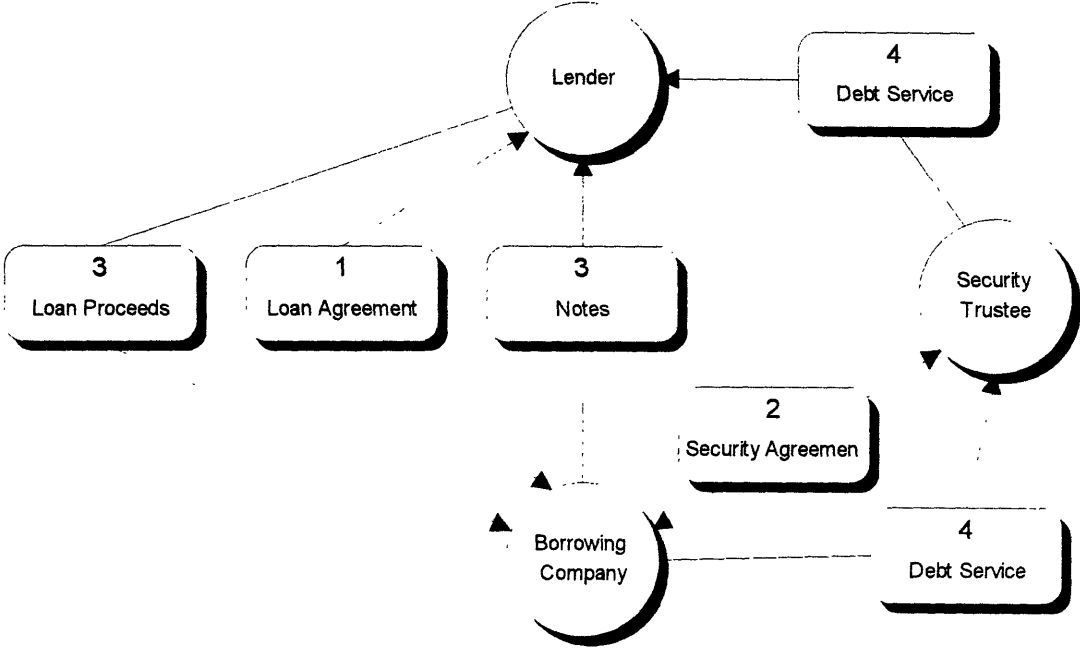 Lender
4
Debt Service
3
Loan Proceeds
1
Loan Agreement
3
Notes
Security
Trustee
2
Security Agreemen
Borrowing
Company
4
Debt Service